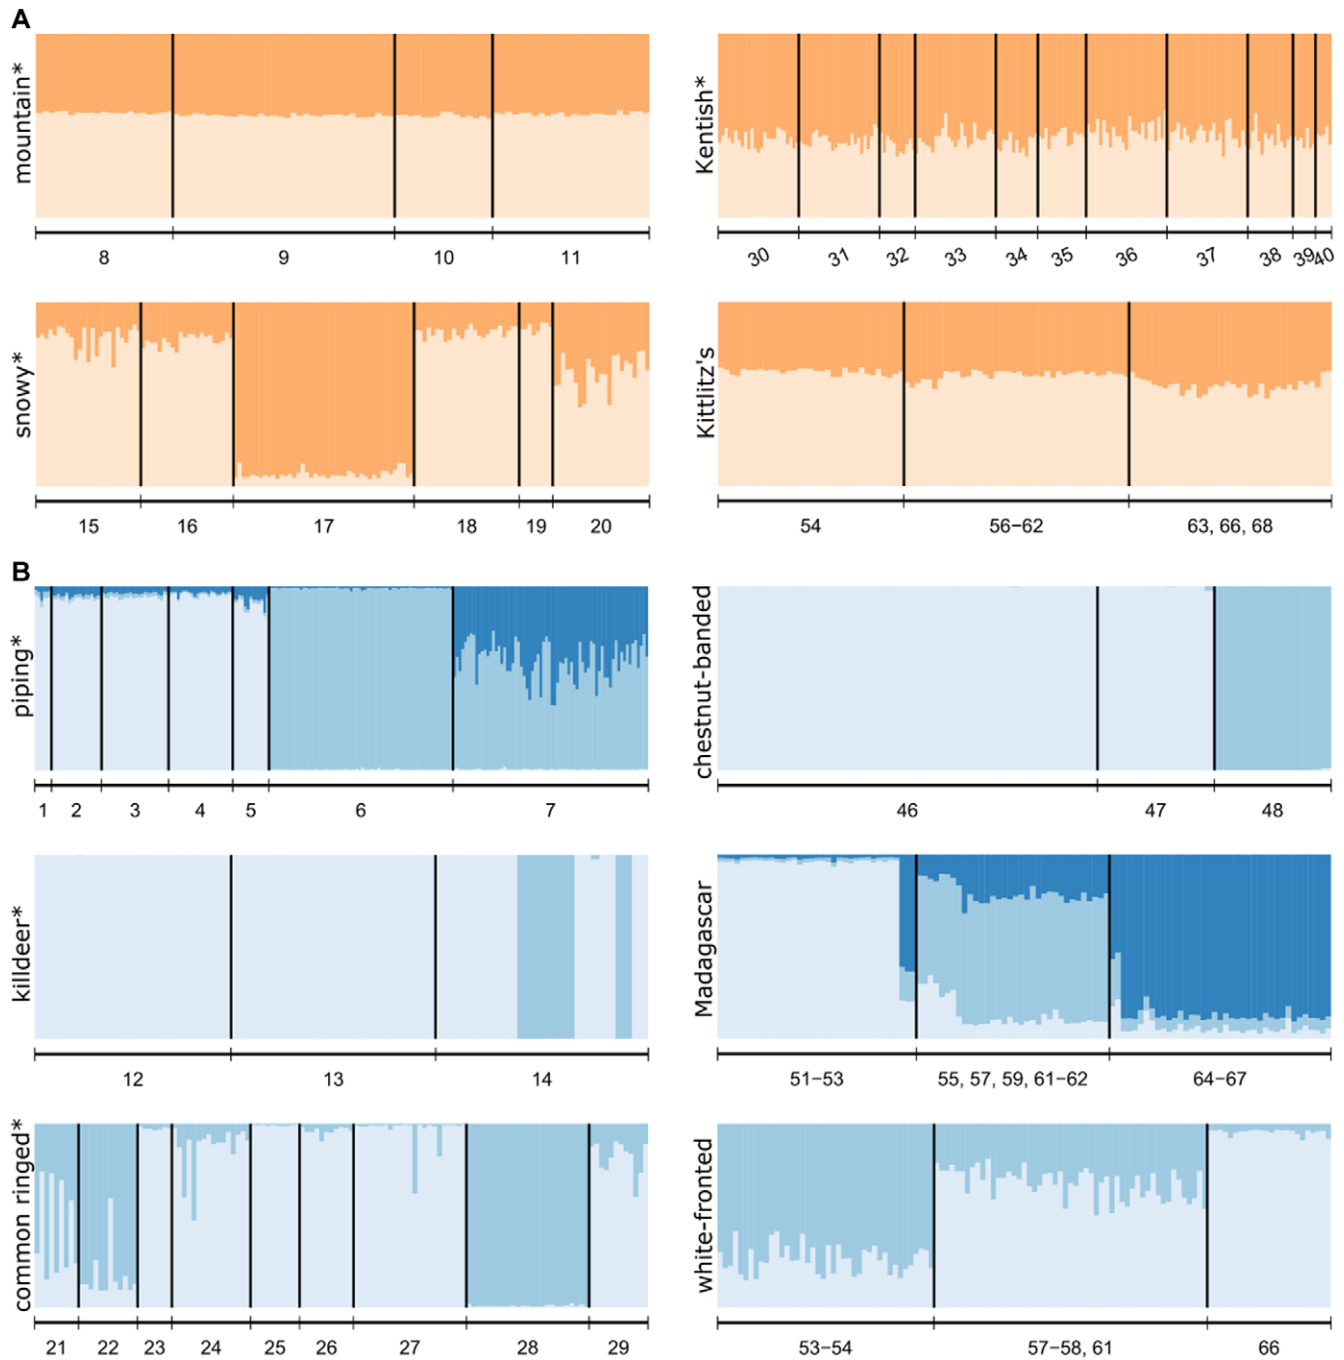 A
mountain*
8 9 10 11
Kentish*
30 31 32 33 34 35 36 37 38 39 40
snowy*
15 16 17 18 19 20
Kittlitz's
54 56−62 63, 66, 68
B
piping*
1 2 3 4 5 6 7
chestnut-banded
46 47 48
killdeer*
12 13 14
Madagascar
51−53 55, 57, 59, 61−62 64−67
common ringed*
21 22 23 24 25 26 27 28 29
white-fronted
53−54 57−58, 61 66